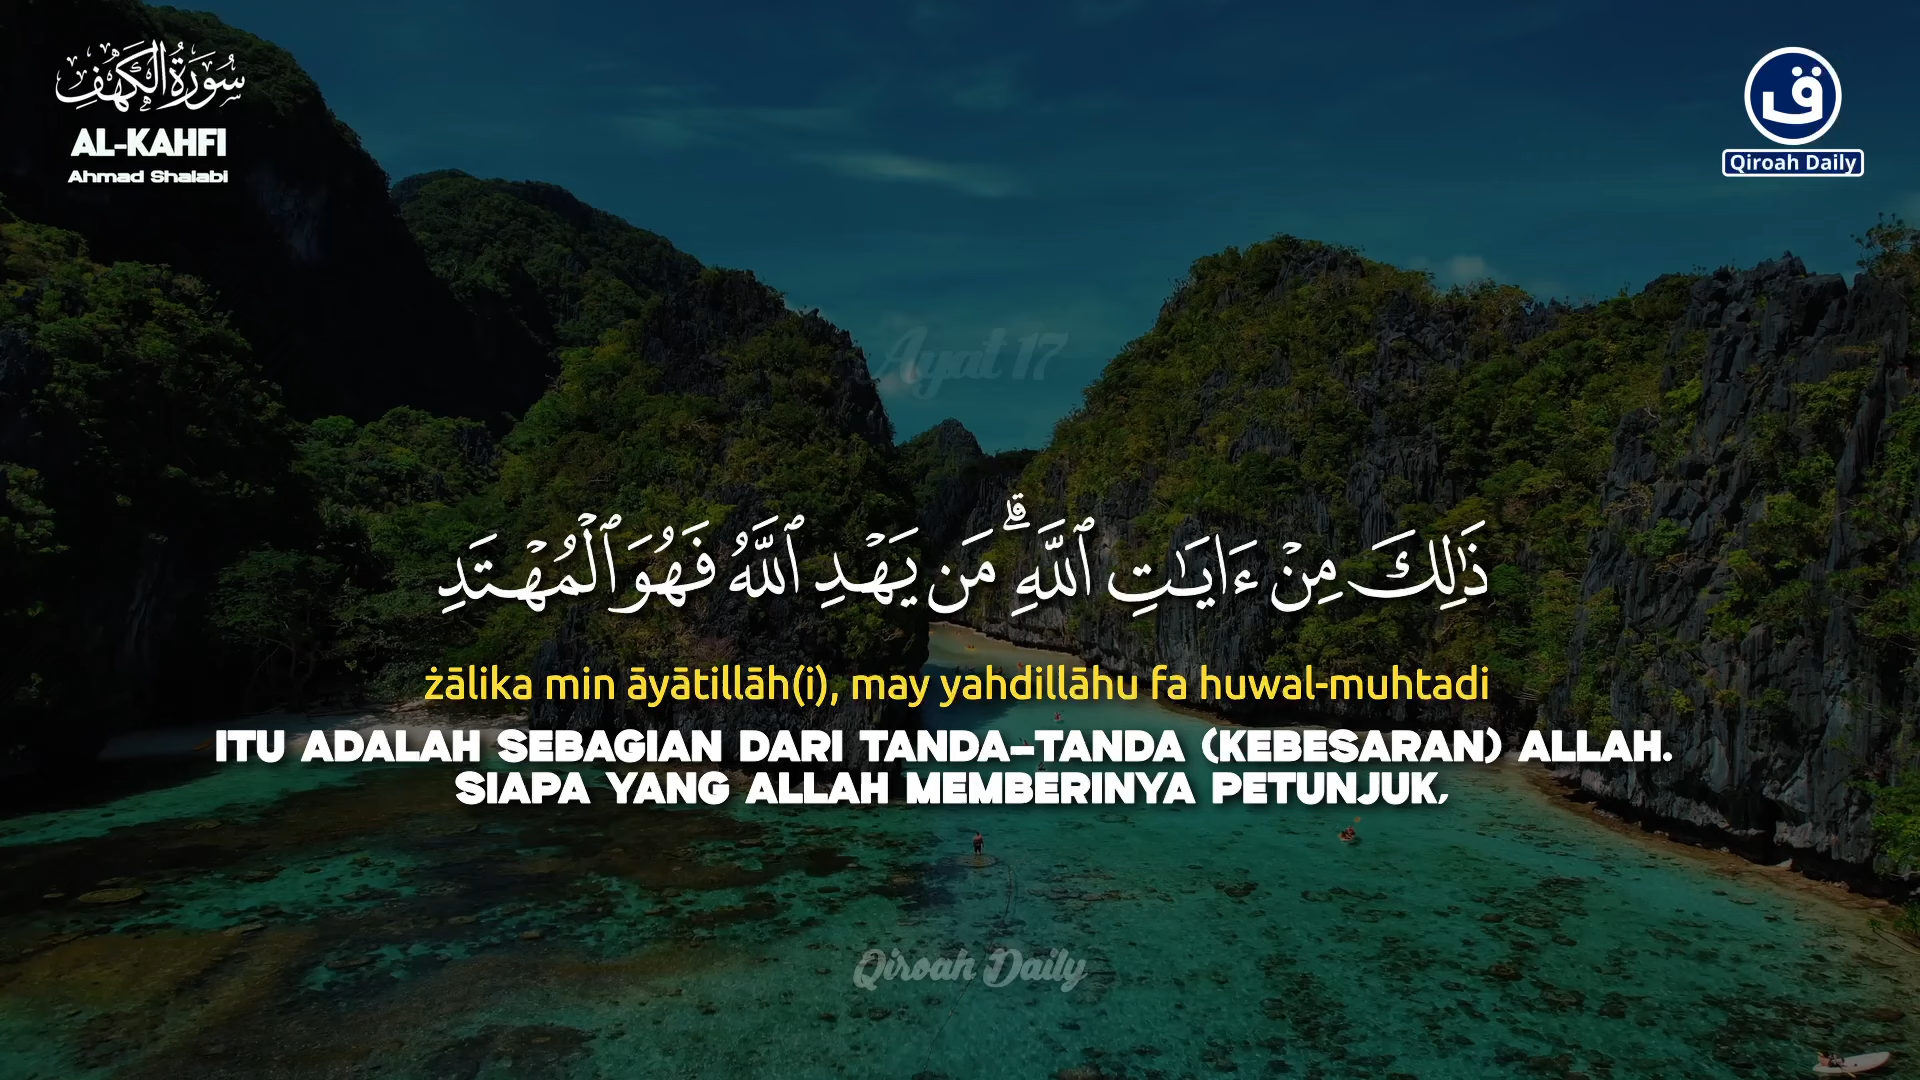 سُورَةُ الْكَهْفِ
AL-KAHFI
Ahmad Shalabi
ق
Qiroah Daily
Ayat 17
ذَٰلِكَ مِنْ ءَايَـٰتِ ٱللَّهِ ۗ مَن يَهْدِ ٱللَّهُ فَهُوَ ٱلْمُهْتَدِ
żālika min āyātillāh(i), may yahdillāhu fa huwal-muhtadi
ITU ADALAH SEBAGIAN DARI TANDA-TANDA (KEBESARAN) ALLAH.
SIAPA YANG ALLAH MEMBERINYA PETUNJUK,
Qiroah Daily